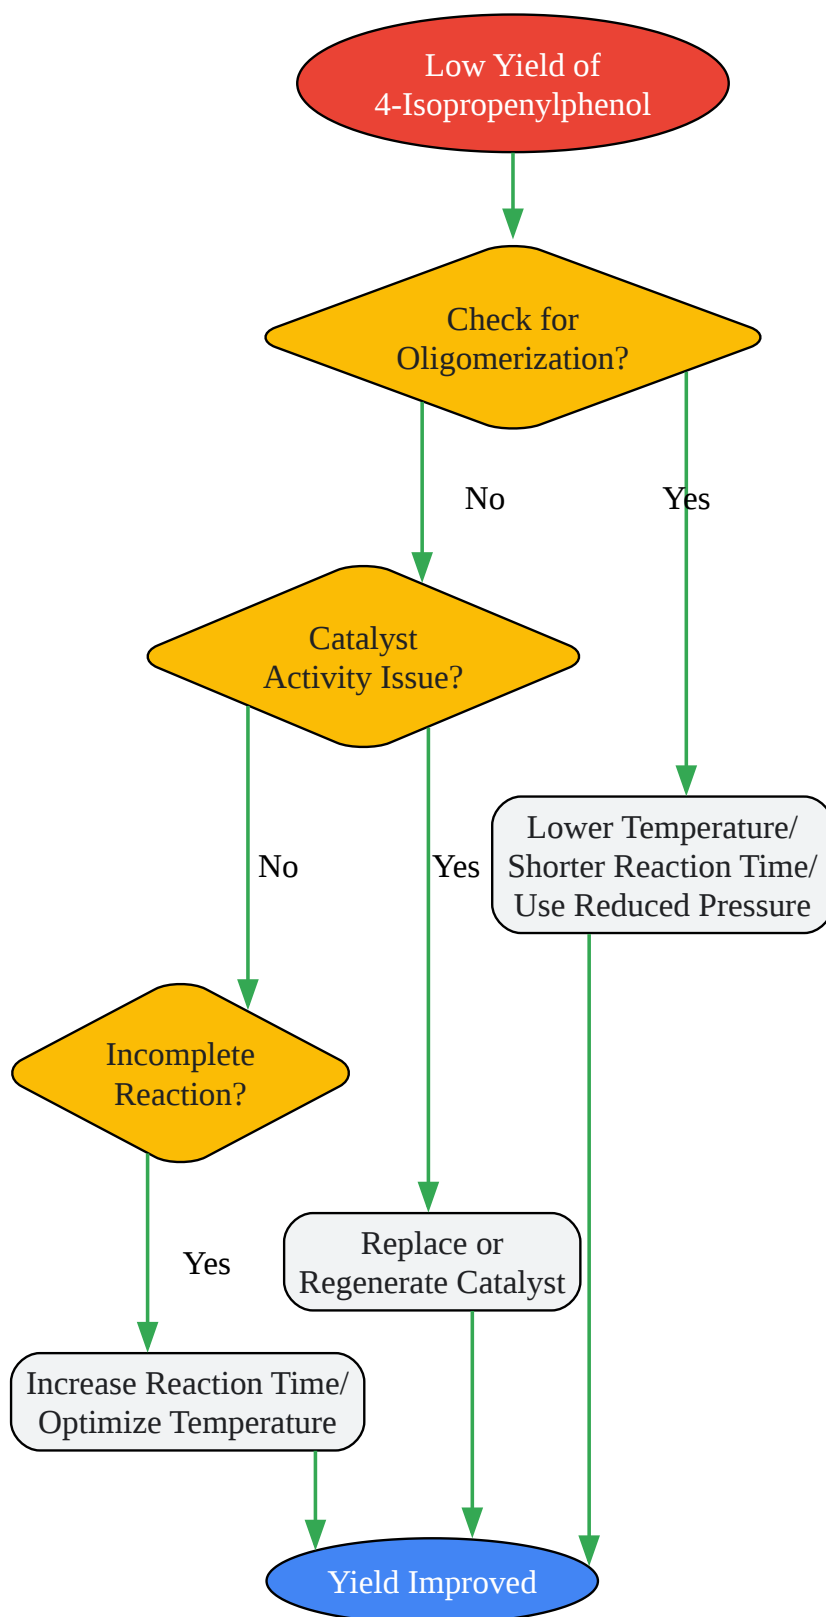 Low Yield of
4-Isopropenylphenol
Check for
Oligomerization?
No
Yes
Catalyst
Activity Issue?
Lower Temperature/
Shorter Reaction Time/
Use Reduced Pressure
No
Yes
Incomplete
Reaction?
Replace or
Regenerate Catalyst
Yes
Increase Reaction Time/
Optimize Temperature
Yield Improved